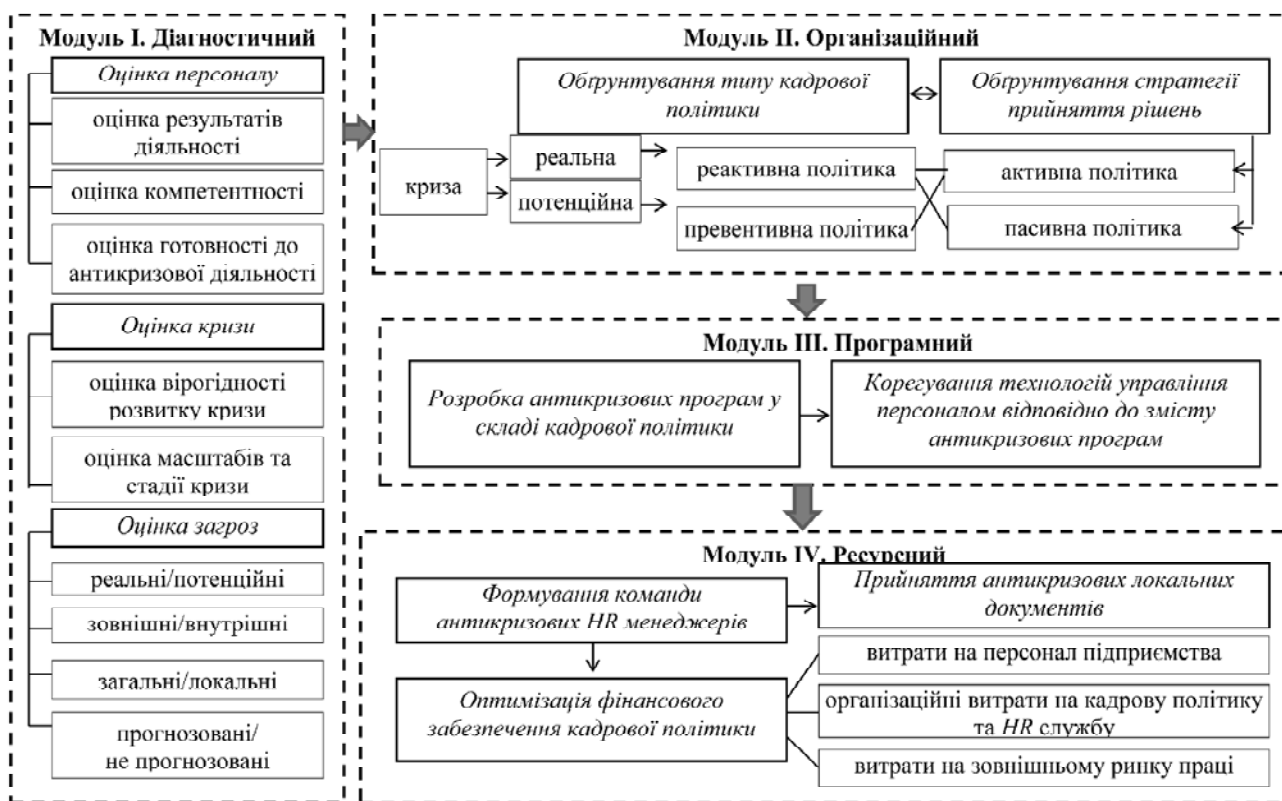 Модуль І. Діагностичний
Оцінка персоналу
оцінка результатів
діяльності
оцінка компетентності
оцінка готовності до
антикризової діяльності
Оцінка кризи
оцінка вірогідності
розвитку кризи
оцінка масштабів та
стадії кризи
Оцінка загроз
реальні/потенційні
зовнішні/внутрішні
загальні/локальні
прогнозовані/
не прогнозовані
Модуль ІІ. Організаційний
Обґрунтування типу кадрової
політики
Обґрунтування стратегії
прийняття рішень
криза
реальна
потенційна
реактивна політика
превентивна політика
активна політика
пасивна політика
Модуль ІІІ. Програмний
Розробка антикризових програм у
складі кадрової політики
Корегування технологій управління
персоналом відповідно до змісту
антикризових програм
Модуль IV. Ресурсний
Формування команди
антикризових HR менеджерів
Прийняття антикризових локальних
документів
Оптимізація фінансового
забезпечення кадрової політики
витрати на персонал підприємства
організаційні витрати на кадрову політику
та HR службу
витрати на зовнішньому ринку праці